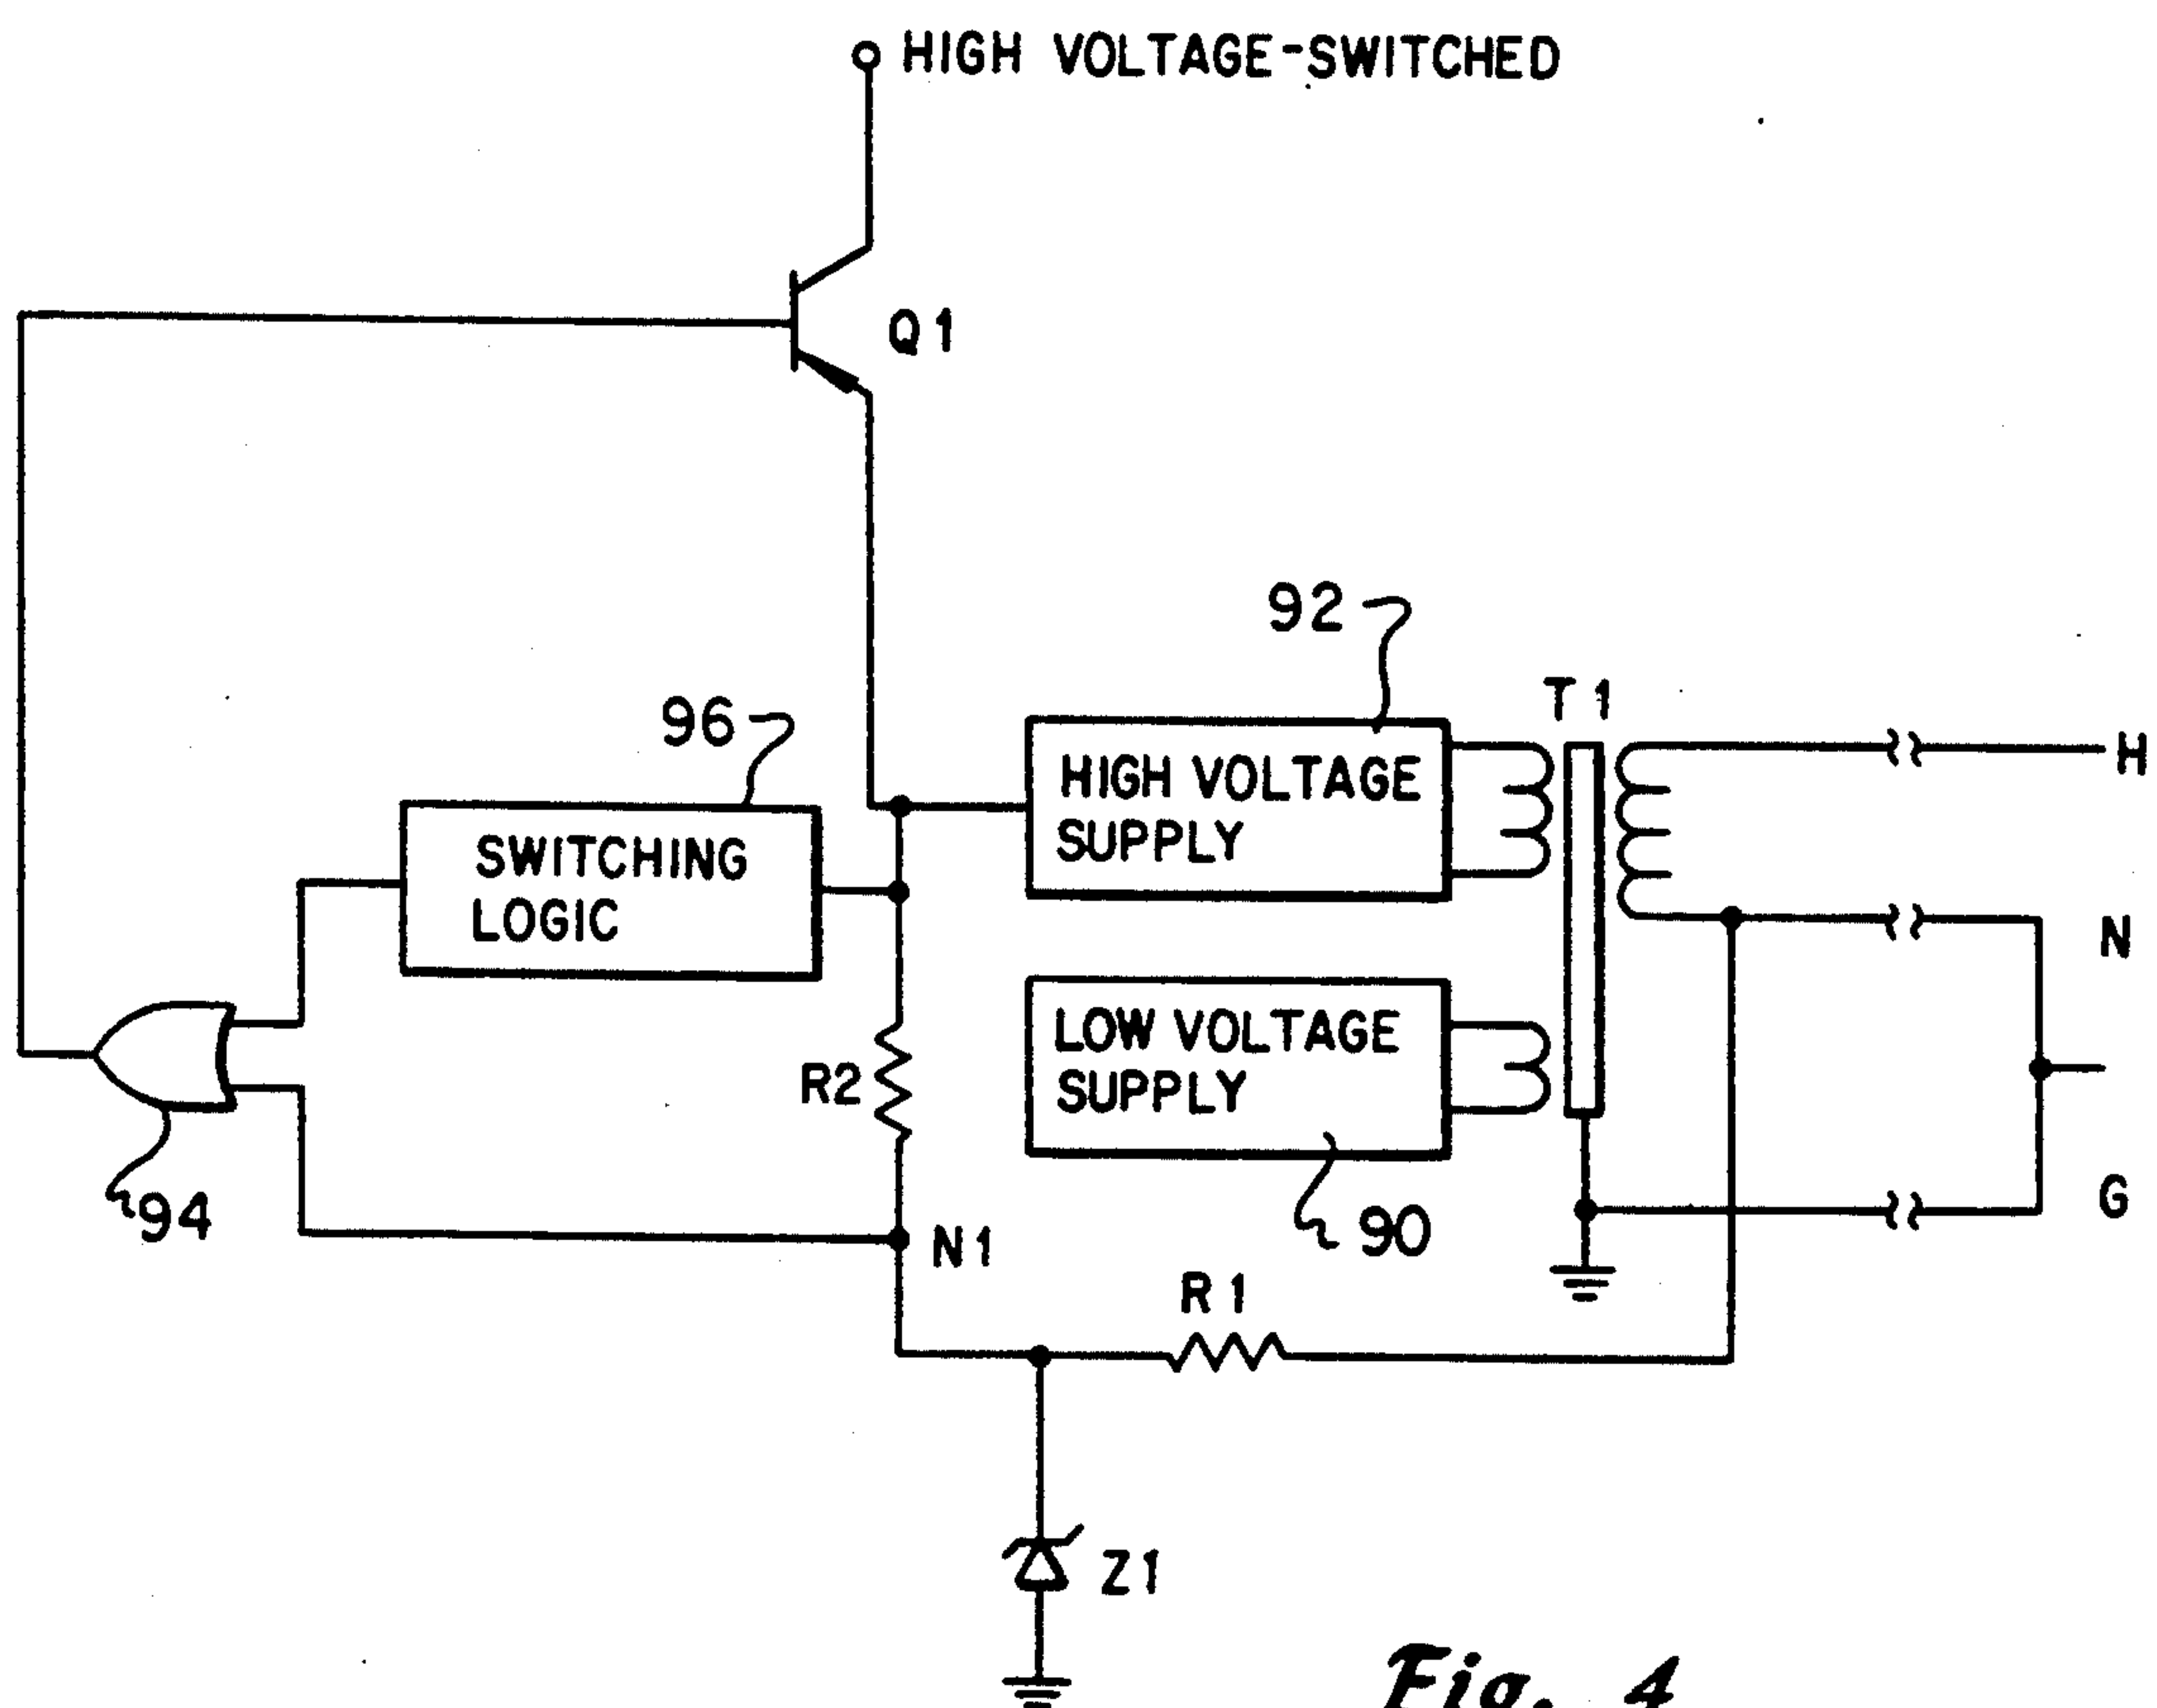 HIGH VOLTAGE-SWITCHED
Q1
92
T1
96
HIGH VOLTAGE
SUPPLY
H
SWITCHING
LOGIC
N
LOW VOLTAGE
SUPPLY
R2
94
90
G
N1
R1
Z1
Fig. 4